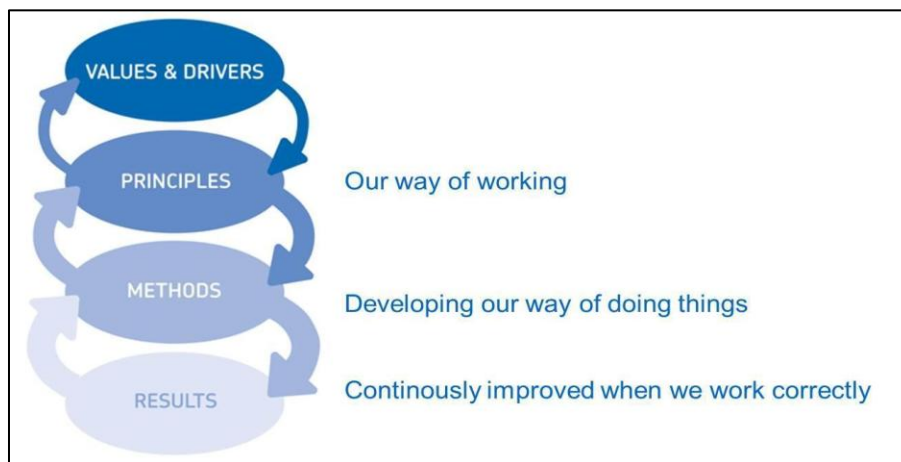 VALUES & DRIVERS
PRINCIPLES
Our way of working
METHODS
Developing our way of doing things
RESULTS
Continously improved when we work correctly